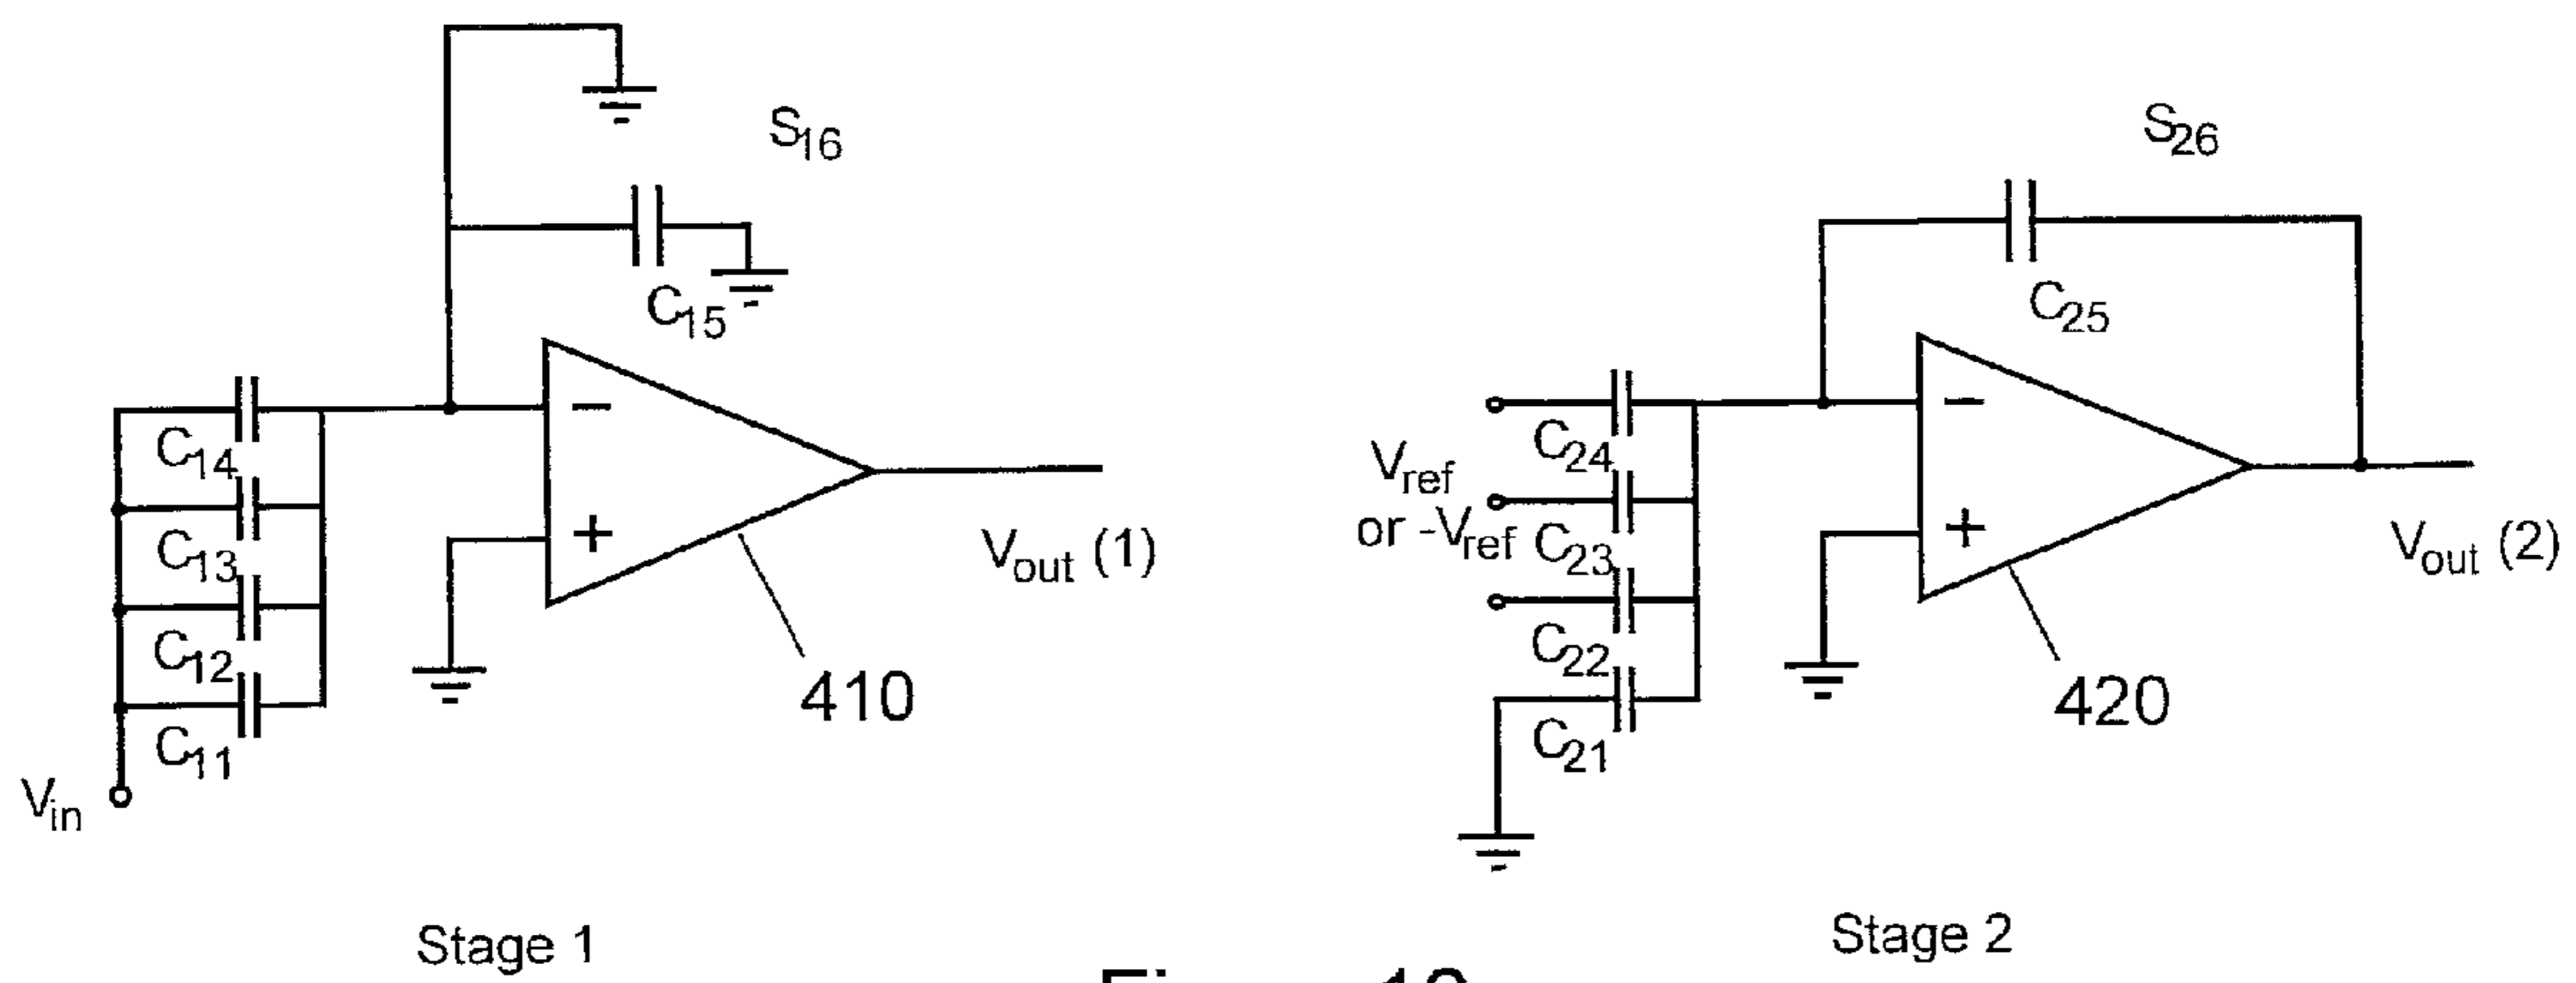 S16
C15
C14
C13
C12
C11
Vin
Vout (1)
410
Stage 1
S26
C25
C24
Vref
or -Vref
C23
C22
C21
Vout (2)
420
Stage 2